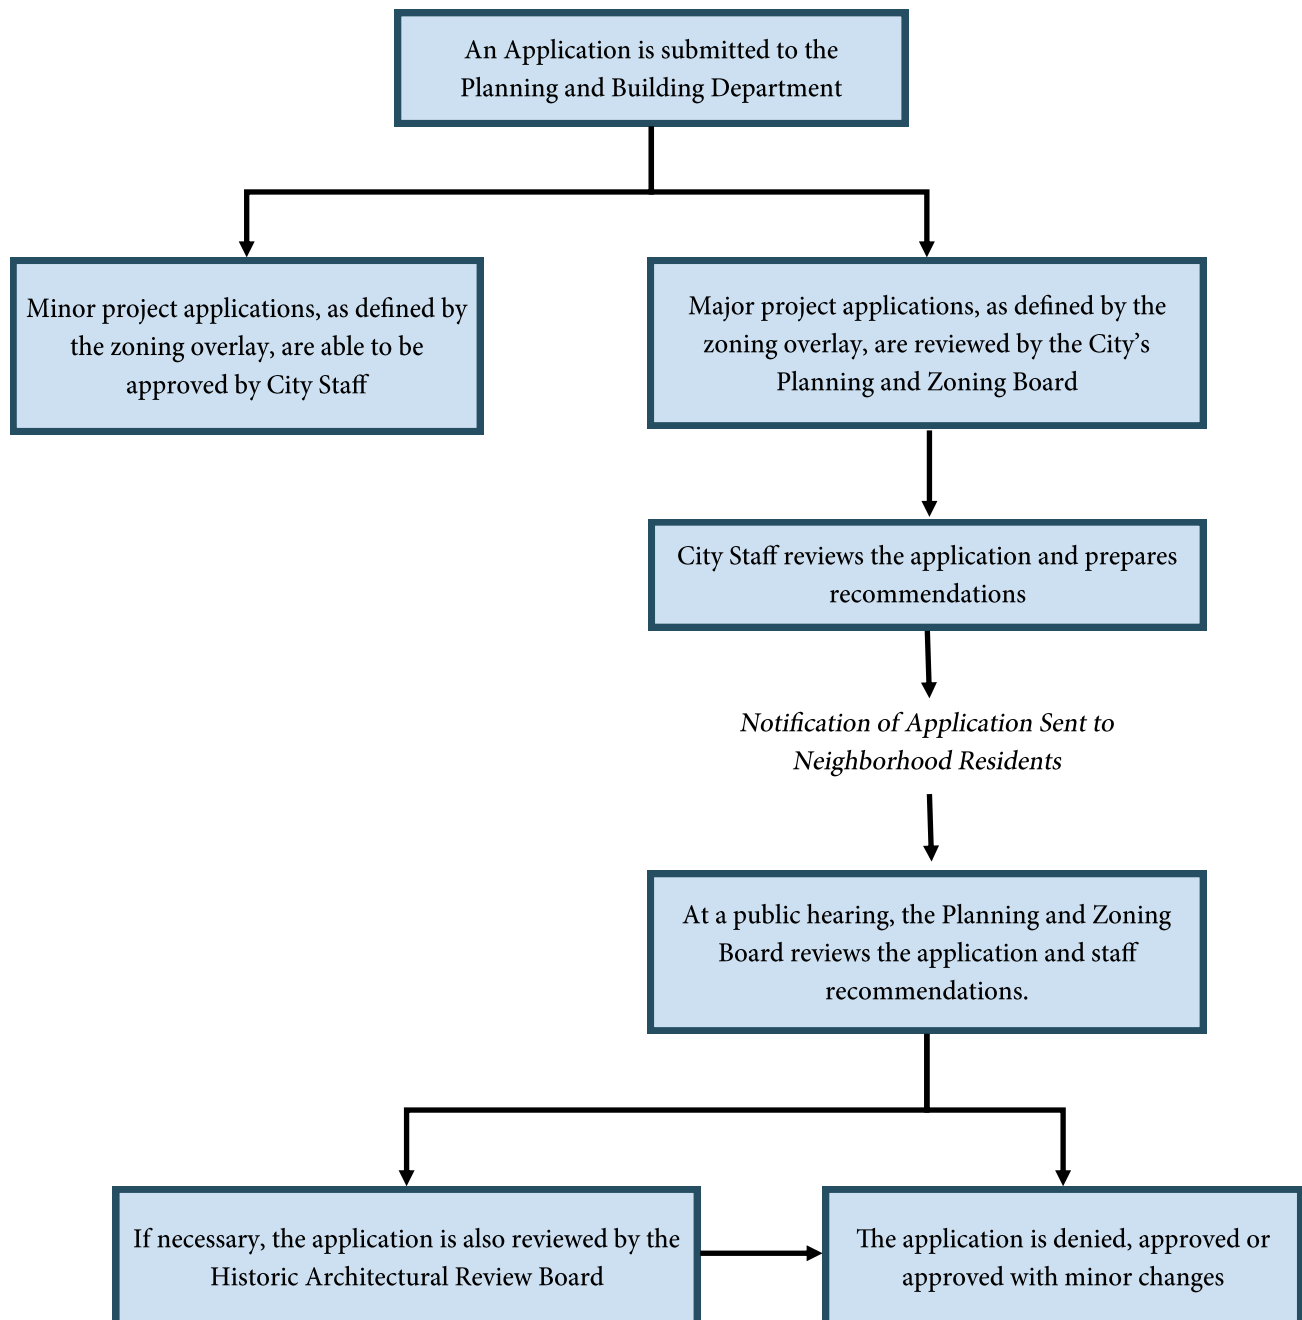 An Application is submitted to the
Planning and Building Department
Minor project applications, as defined by
the zoning overlay, are able to be
approved by City Staff
Major project applications, as defined by the
zoning overlay, are reviewed by the City’s
Planning and Zoning Board
City Staff reviews the application and prepares
recommendations
Notification of Application Sent to
Neighborhood Residents
At a public hearing, the Planning and Zoning
Board reviews the application and staff
recommendations.
If necessary, the application is also reviewed by the
Historic Architectural Review Board
The application is denied, approved or
approved with minor changes